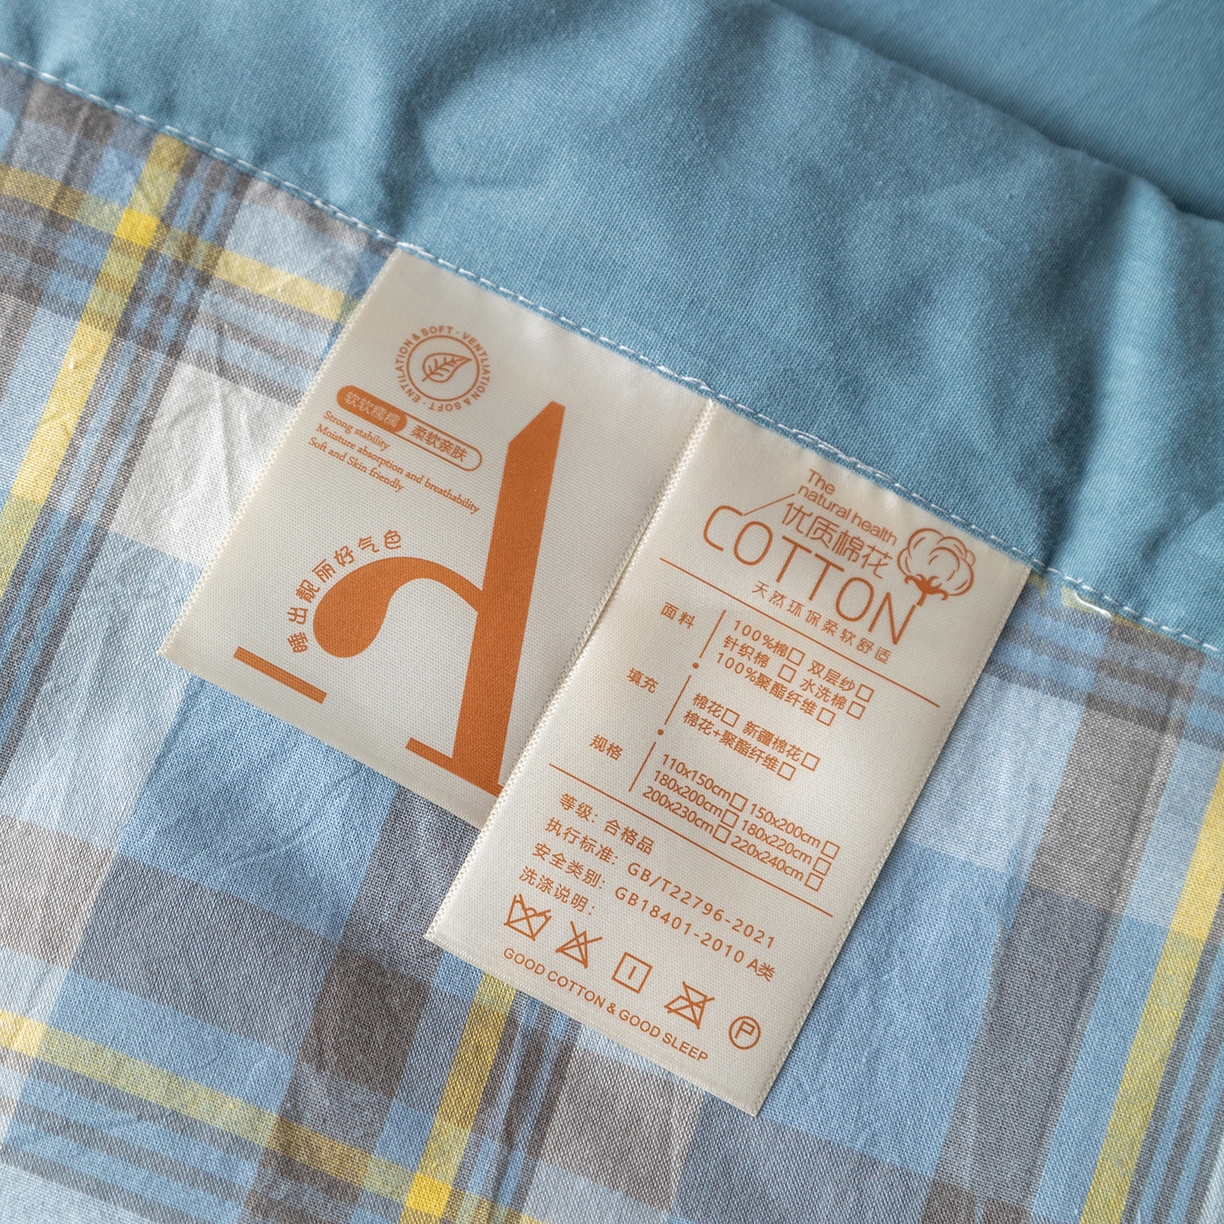 VENTLIATION & SOFT · ENTILATION & SOFT ·
软软糯糯 柔软亲肤
Strong stability
Moisture absorption and breathability
Soft and Skin friendly
睡出靓丽好气色
The
natural health
优质棉花
COTTON
天然环保柔软舒适
面料
100%棉□ 双层纱□
针织棉 □ 水洗棉□
100%聚酯纤维□
填充
棉花□ 新疆棉花□
棉花+聚酯纤维□
规格
110x150cm□ 150x200cm□
180x200cm□ 180x220cm□
200x230cm□ 220x240cm□
等级: 合格品
执行标准: GB/T22796-2021
安全类别: GB18401-2010 A类
洗涤说明:
P
GOOD COTTON & GOOD SLEEP